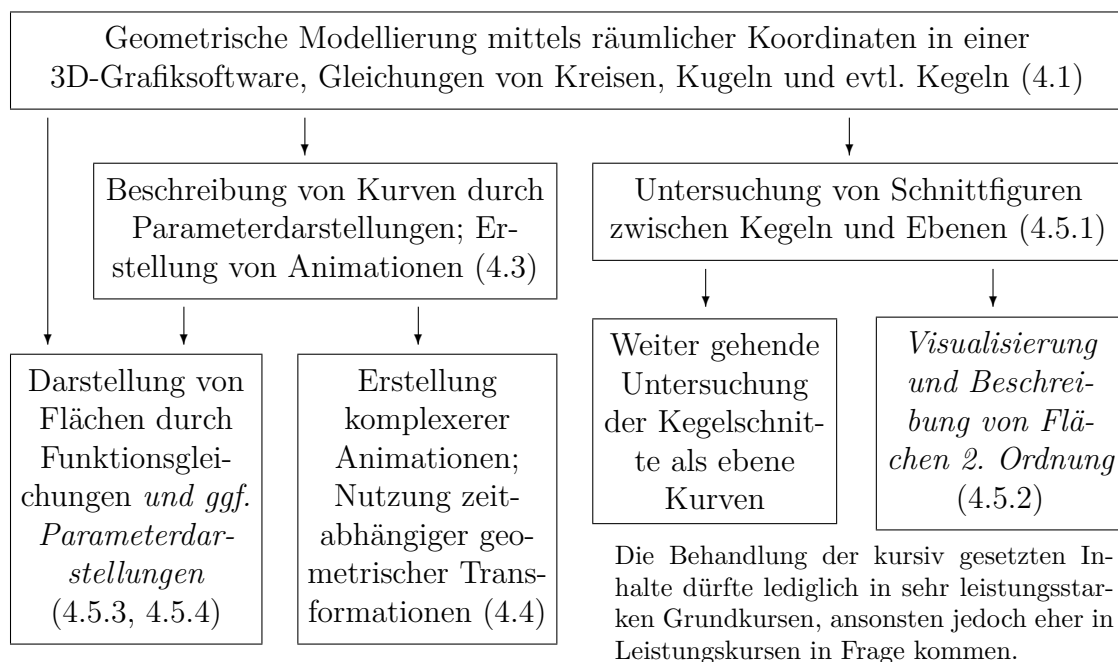 Geometrische Modellierung mittels räumlicher Koordinaten in einer
3D-Grafiksoftware, Gleichungen von Kreisen, Kugeln und evtl. Kegeln (4.1)
Beschreibung von Kurven durch
Parameterdarstellungen; Er-
stellung von Animationen (4.3)
Untersuchung von Schnittfiguren
zwischen Kegeln und Ebenen (4.5.1)
Darstellung von
Flächen durch
Funktionsglei-
chungen und ggf.
Parameterdar-
stellungen
(4.5.3, 4.5.4)
Erstellung
komplexerer
Animationen;
Nutzung zeit-
abhängiger geo-
metrischer Trans-
formationen (4.4)
Weiter gehende
Untersuchung
der Kegelschnit-
te als ebene
Kurven
Visualisierung
und Beschrei-
bung von Flä-
chen 2. Ordnung
(4.5.2)
Die Behandlung der kursiv gesetzten In-
halte dürfte lediglich in sehr leistungsstar-
ken Grundkursen, ansonsten jedoch eher in
Leistungskursen in Frage kommen.